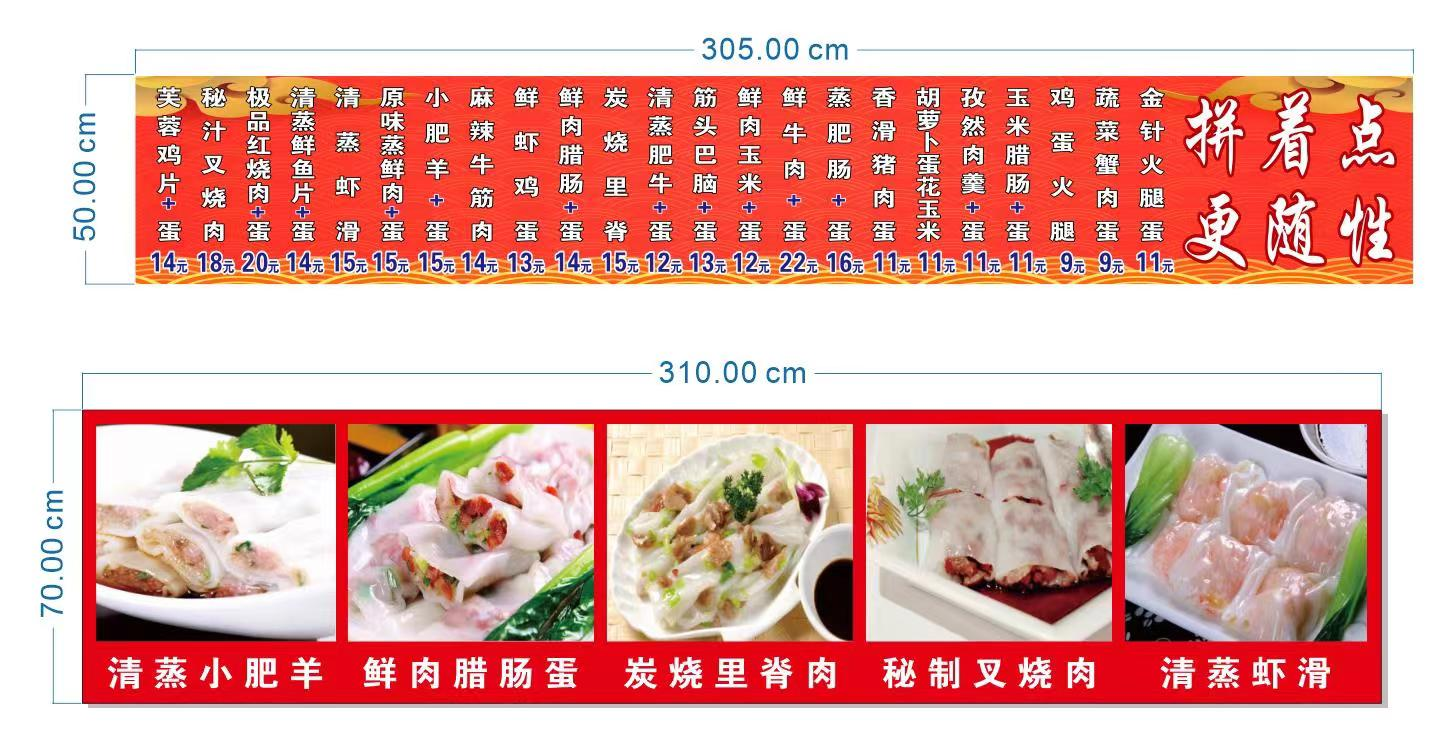 305.00 cm
50.00 cm
芙蓉鸡片+蛋
14元
秘汁叉烧肉
18元
极品红烧肉+蛋
20元
清蒸鲜鱼片+蛋
14元
清蒸虾滑
15元
原味蒸鲜肉+蛋
15元
小肥羊+蛋
15元
麻辣牛筋肉
14元
鲜虾鸡蛋
13元
鲜肉腊肠+蛋
14元
炭烧里脊
15元
清蒸肥牛+蛋
12元
筋头巴脑+蛋
13元
鲜肉玉米+蛋
12元
鲜牛肉+蛋
22元
蒸肥肠+蛋
16元
香滑猪肉蛋
11元
胡萝卜蛋花玉米
11元
孜然肉羹+蛋
11元
玉米腊肠+蛋
11元
鸡蛋火腿
9元
蔬菜蟹肉蛋
9元
金针火腿蛋
11元
拼着点
更随性
310.00 cm
70.00 cm
清蒸小肥羊
鲜肉腊肠蛋
炭烧里脊肉
秘制叉烧肉
清蒸虾滑